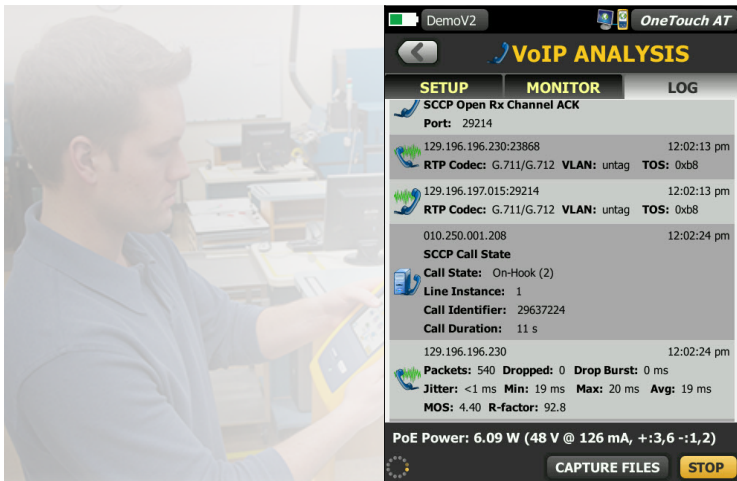 DemoV2
OneTouch AT
VoIP ANALYSIS
SETUP MONITOR LOG
SCCP Open Rx Channel ACK
Port: 29214
129.196.196.230:23868 12:02:13 pm
RTP Codec: G.711/G.712 VLAN: untag TOS: 0xb8
129.196.197.015:29214 12:02:13 pm
RTP Codec: G.711/G.712 VLAN: untag TOS: 0xb8
010.250.001.208 12:02:24 pm
SCCP Call State
Call State: On-Hook (2)
Line Instance: 1
Call Identifier: 29637224
Call Duration: 11 s
129.196.196.230 12:02:24 pm
Packets: 540 Dropped: 0 Drop Burst: 0 ms
Jitter: <1 ms Min: 19 ms Max: 20 ms Avg: 19 ms
MOS: 4.40 R-factor: 92.8
PoE Power: 6.09 W (48 V @ 126 mA, +:3,6 -:1,2)
CAPTURE FILES STOP